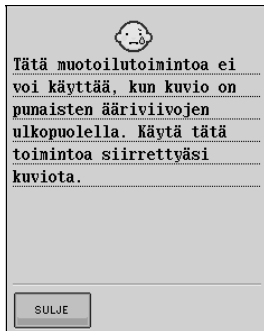 Tätä muotoilutoimintoa ei
voi käyttää, kun kuvio on
punaisten ääriviivojen
ulkopuolella. Käytä tätä
toimintoa siirrettyäsi
kuviota.
SULJE